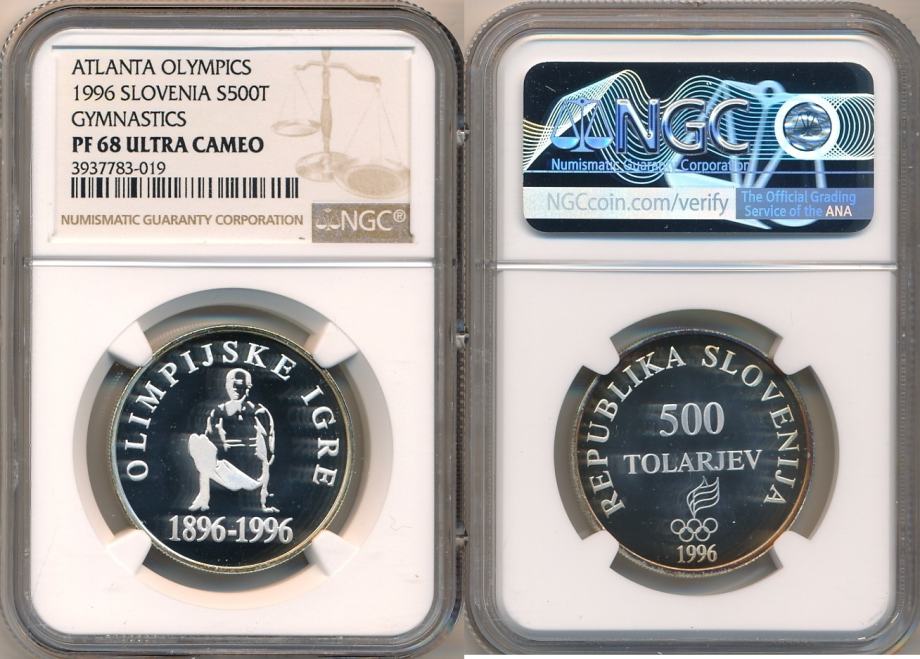 ATLANTA OLYMPICS
1996 SLOVENIA S500T
GYMNASTICS
PF 68 ULTRA CAMEO
3937783-019
NUMISMATIC GUARANTY CORPORATION NGC®
OLIMPIJSKE IGRE
1896-1996
NGC
Numismatic Guaranty Corporation
NGCcoin.com/verify
The Official Grading
Service of the ANA
REPUBLIKA SLOVENIJA
500
TOLARJEV
1996